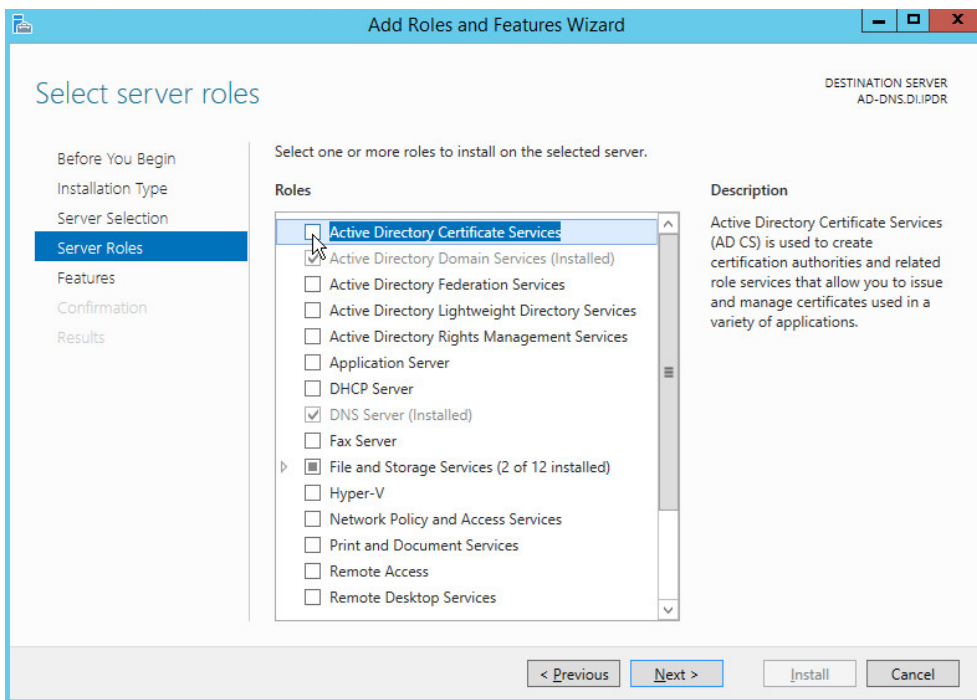 Add Roles and Features Wizard
Select server roles
DESTINATION SERVER
AD-DNS.DI.IPDR
Before You Begin
Installation Type
Server Selection
Server Roles
Features
Confirmation
Results
Select one or more roles to install on the selected server.
Roles
Active Directory Certificate Services
Active Directory Domain Services (Installed)
Active Directory Federation Services
Active Directory Lightweight Directory Services
Active Directory Rights Management Services
Application Server
DHCP Server
DNS Server (Installed)
Fax Server
File and Storage Services (2 of 12 installed)
Hyper-V
Network Policy and Access Services
Print and Document Services
Remote Access
Remote Desktop Services
Description
Active Directory Certificate Services
(AD CS) is used to create
certification authorities and related
role services that allow you to issue
and manage certificates used in a
variety of applications.
< Previous
Next >
Install
Cancel